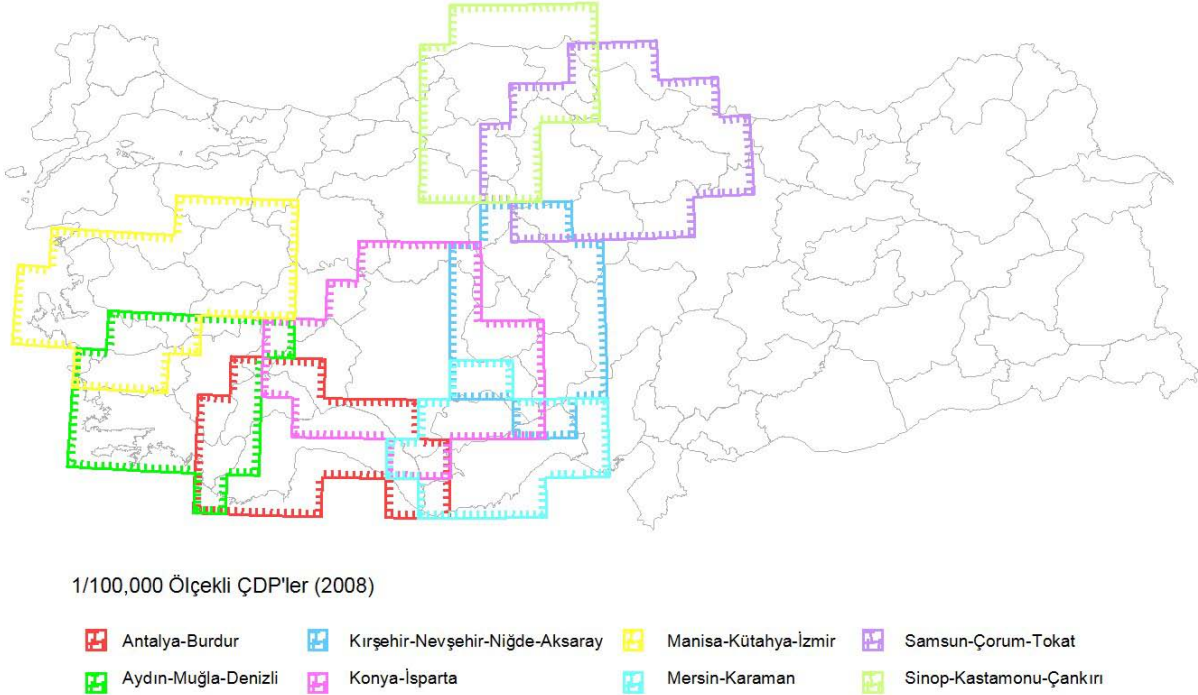 1/100,000 Ölçekli ÇDP'ler (2008)
Antalya-Burdur
Kırşehir-Nevşehir-Niğde-Aksaray
Manisa-Kütahya-İzmir
Samsun-Çorum-Tokat
Aydın-Muğla-Denizli
Konya-İsparta
Mersin-Karaman
Sinop-Kastamonu-Çankırı